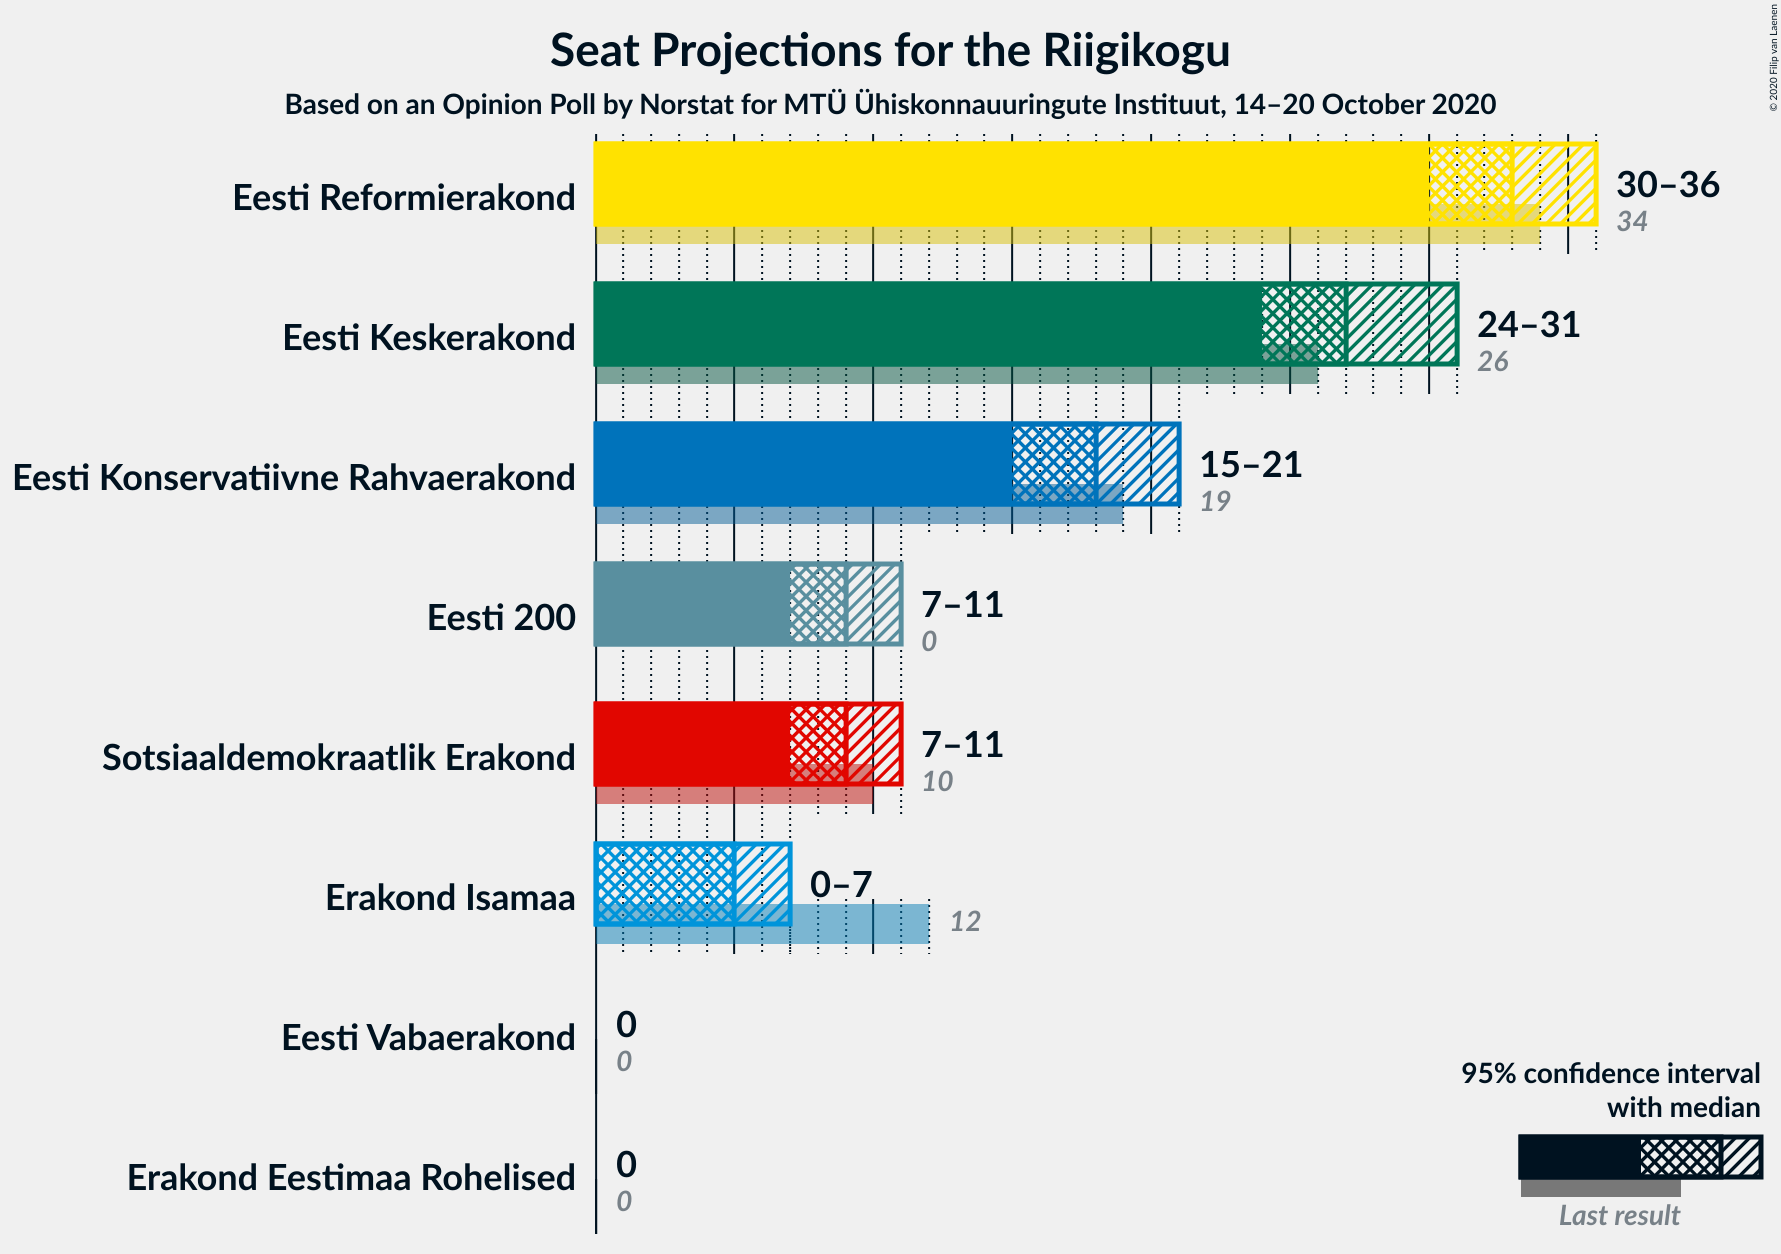 Seat Projections for the Riigikogu
Based on an Opinion Poll by Norstat for MTÜ Ühiskonnauuringute Instituut, 14–20 October 2020
© 2020 Filip van Laenen
Eesti Reformierakond
30–36
34
Eesti Keskerakond
24–31
26
Eesti Konservatiivne Rahvaerakond
15–21
19
Eesti 200
7–11
0
Sotsiaaldemokraatlik Erakond
7–11
10
Erakond Isamaa
0–7
12
Eesti Vabaerakond
0
0
Erakond Eestimaa Rohelised
0
0
95% confidence interval
with median
Last result